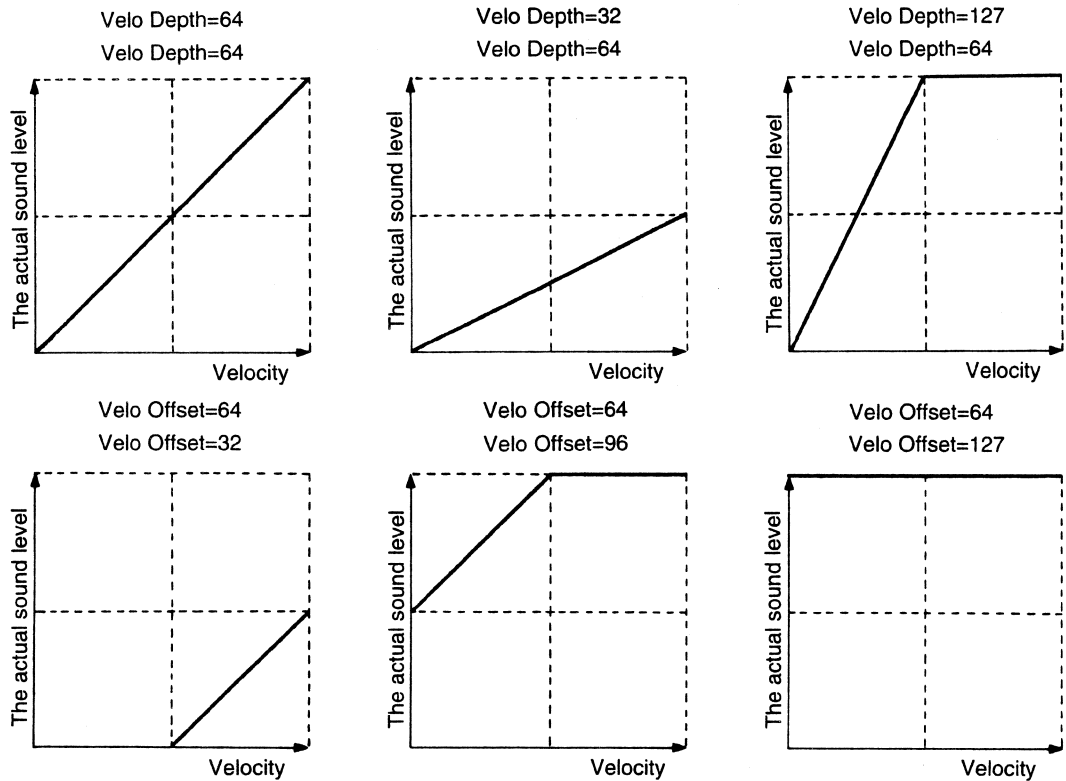 Velo Depth=64
Velo Depth=64
The actual sound level
Velocity
Velo Depth=32
Velo Depth=64
The actual sound level
Velocity
Velo Depth=127
Velo Depth=64
The actual sound level
Velocity
Velo Offset=64
Velo Offset=32
The actual sound level
Velocity
Velo Offset=64
Velo Offset=96
The actual sound level
Velocity
Velo Offset=64
Velo Offset=127
The actual sound level
Velocity